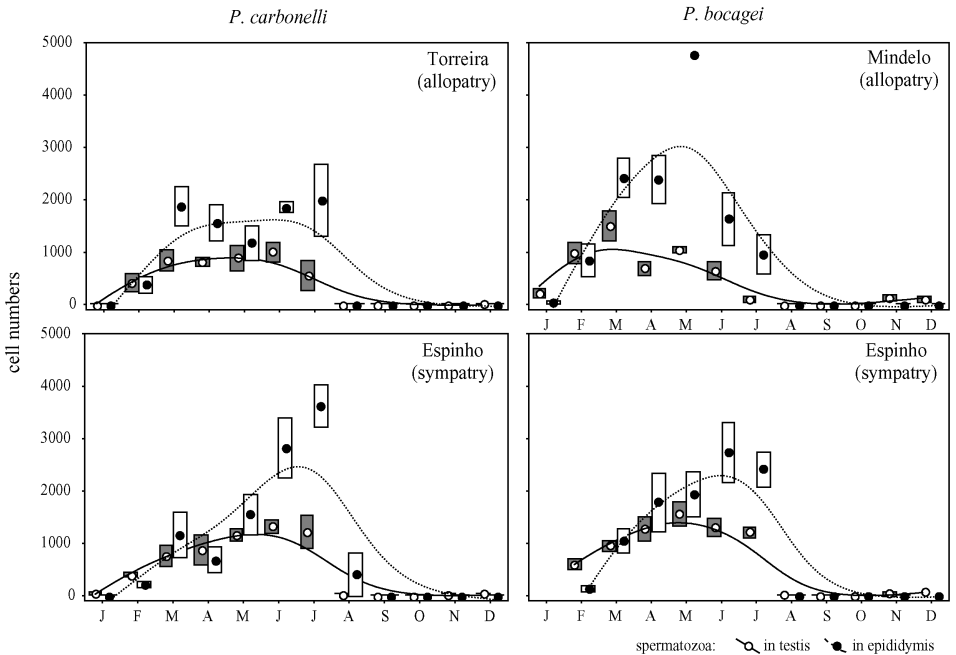 P. carbonelli
P. bocagei
cell numbers
5000
4000
3000
2000
1000
0
Torreira
(allopatry)
Mindelo
(allopatry)
J F M A M J J A S O N D
5000
4000
3000
2000
1000
0
Espinho
(sympatry)
Espinho
(sympatry)
J F M A M J J A S O N D
J F M A M J J A S O N D
spermatozoa: in testis in epididymis